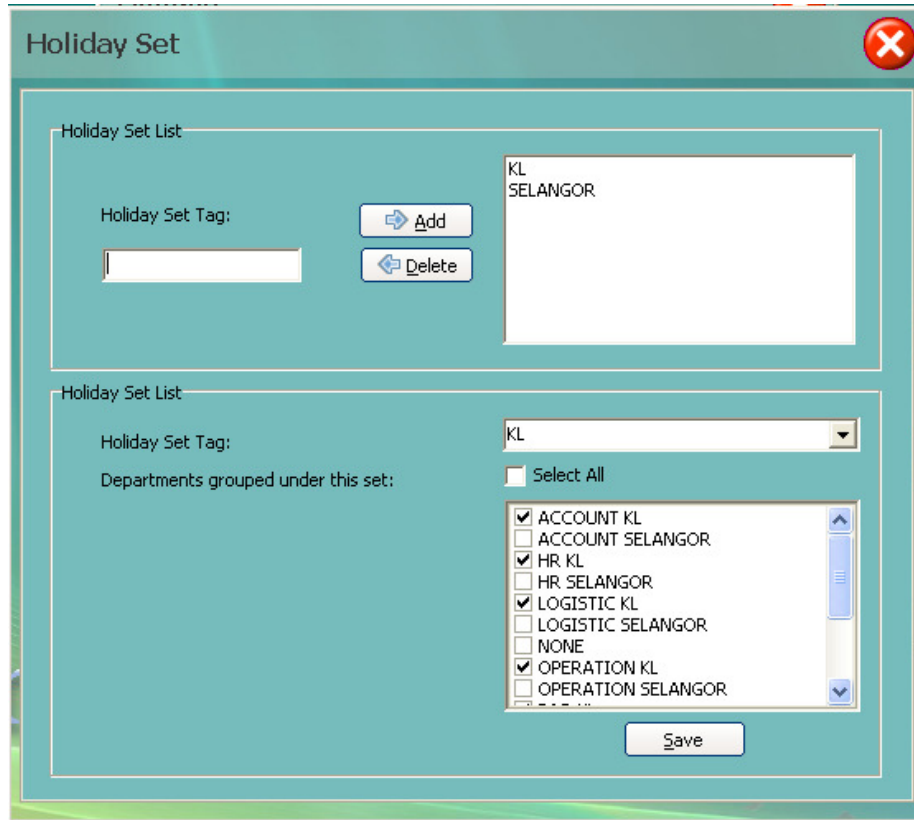 Holiday Set
Holiday Set List
KL
SELANGOR
Holiday Set Tag:
Add
Delete
Holiday Set List
Holiday Set Tag:
KL
Departments grouped under this set:
Select All
ACCOUNT KL
ACCOUNT SELANGOR
HR KL
HR SELANGOR
LOGISTIC KL
LOGISTIC SELANGOR
NONE
OPERATION KL
OPERATION SELANGOR
Save